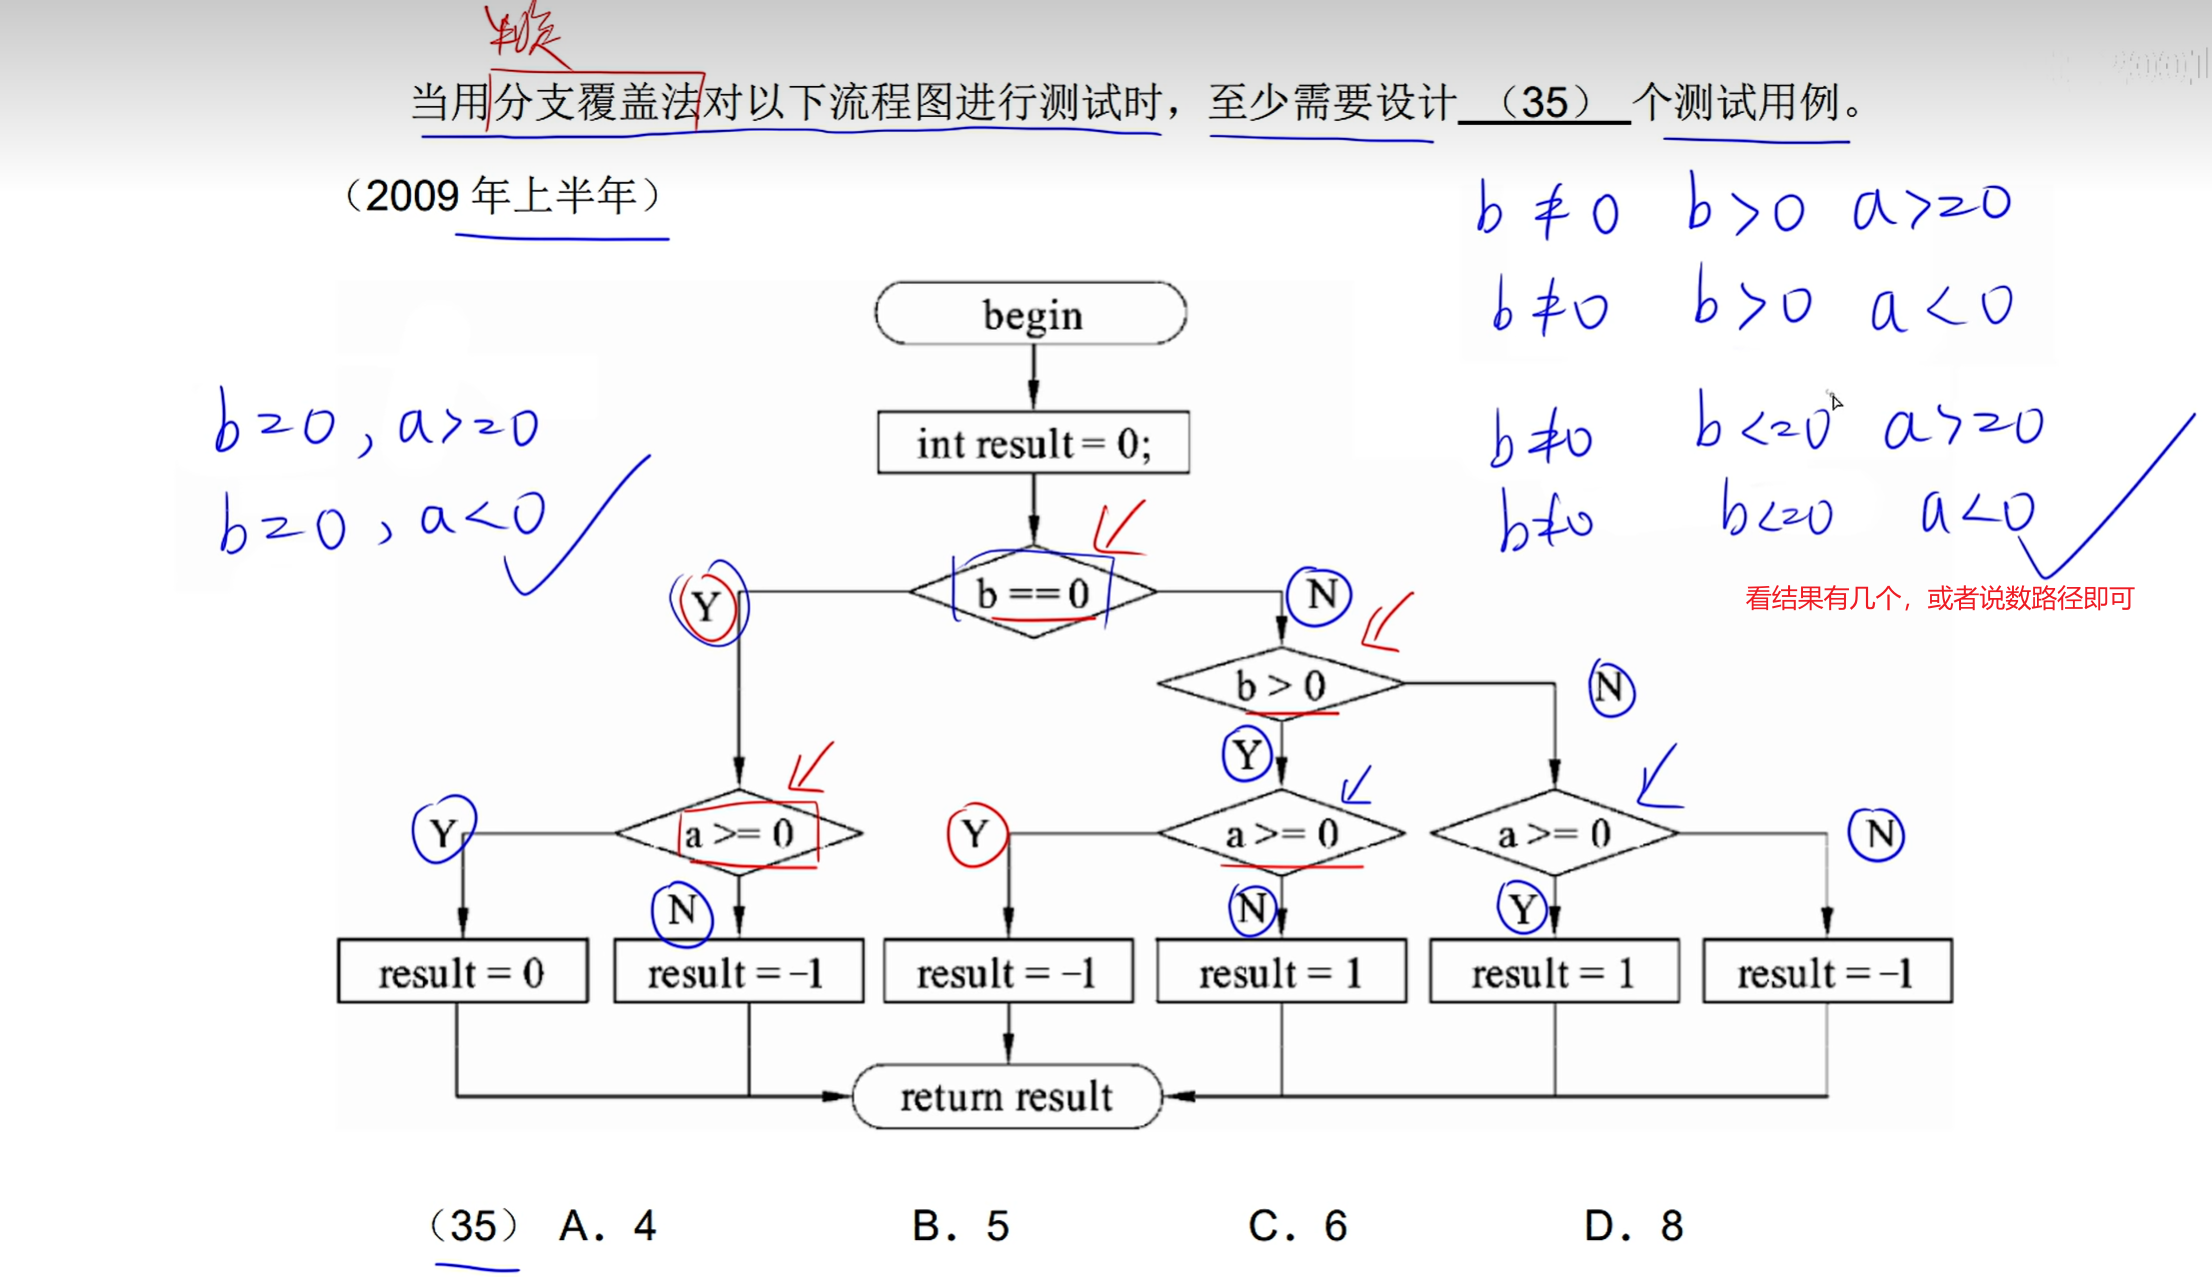 判定
当用分支覆盖法对以下流程图进行测试时，至少需要设计 （35） 个测试用例。
（2009 年上半年）
b ≠ 0 b > 0 a >= 0
b ≠ 0 b > 0 a < 0
b ≠ 0 b <= 0 a >= 0
b ≠ 0 b <= 0 a < 0
看结果有几个，或者说数路径即可
b = 0 , a >= 0
b = 0 , a < 0
begin
int result = 0;
b == 0
Y
N
b > 0
N
Y
Y
a >= 0
Y
a >= 0
a >= 0
N
N
N
Y
result = 0
result = –1
result = –1
result = 1
result = 1
result = –1
return result
（35） A. 4 B. 5 C. 6 D. 8